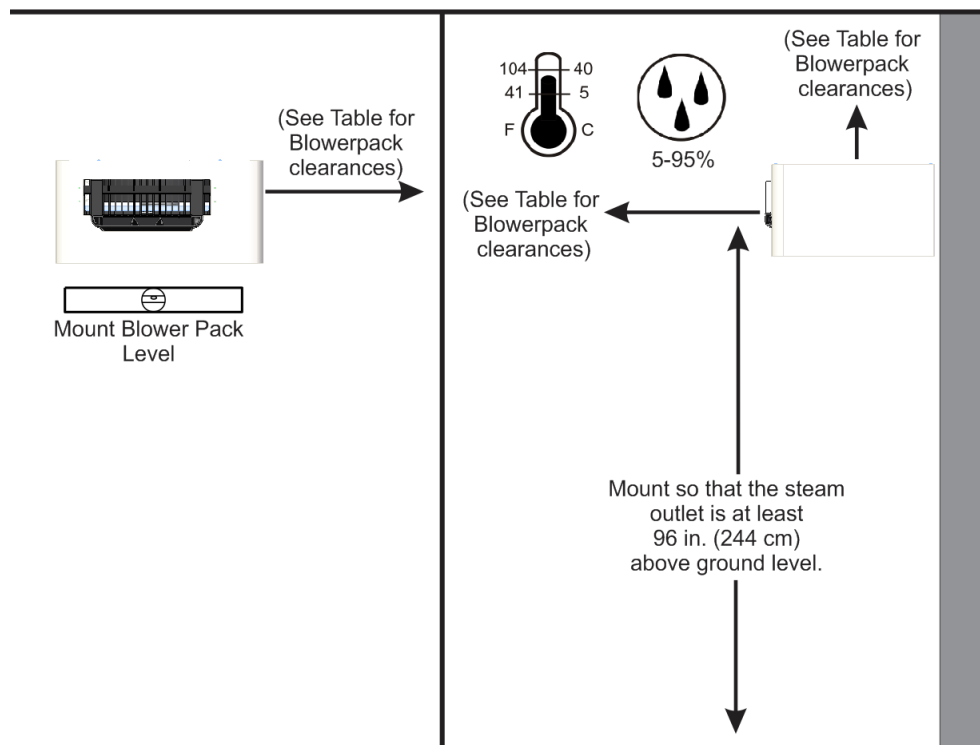 (See Table for
Blowerpack
clearances)
Mount Blower Pack
Level
104
40
41
5
F
C
5-95%
(See Table for
Blowerpack
clearances)
(See Table for
Blowerpack
clearances)
Mount so that the steam
outlet is at least
96 in. (244 cm)
above ground level.